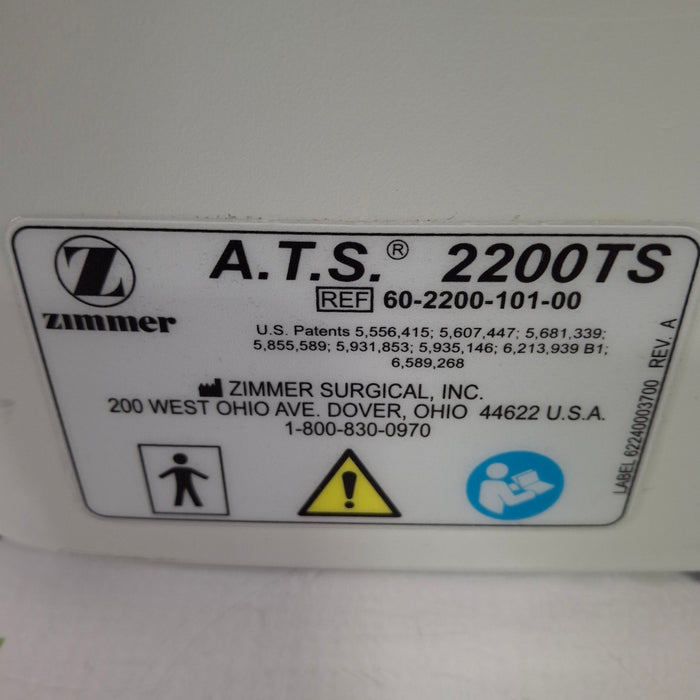 Z
zimmer
A.T.S.® 2200TS
REF 60-2200-101-00
U.S. Patents 5,556,415; 5,607,447; 5,681,339;
5,855,589; 5,931,853; 5,935,146; 6,213,939 B1;
6,589,268
ZIMMER SURGICAL, INC.
200 WEST OHIO AVE. DOVER, OHIO 44622 U.S.A.
1-800-830-0970
LABEL 62240003700 REV. A